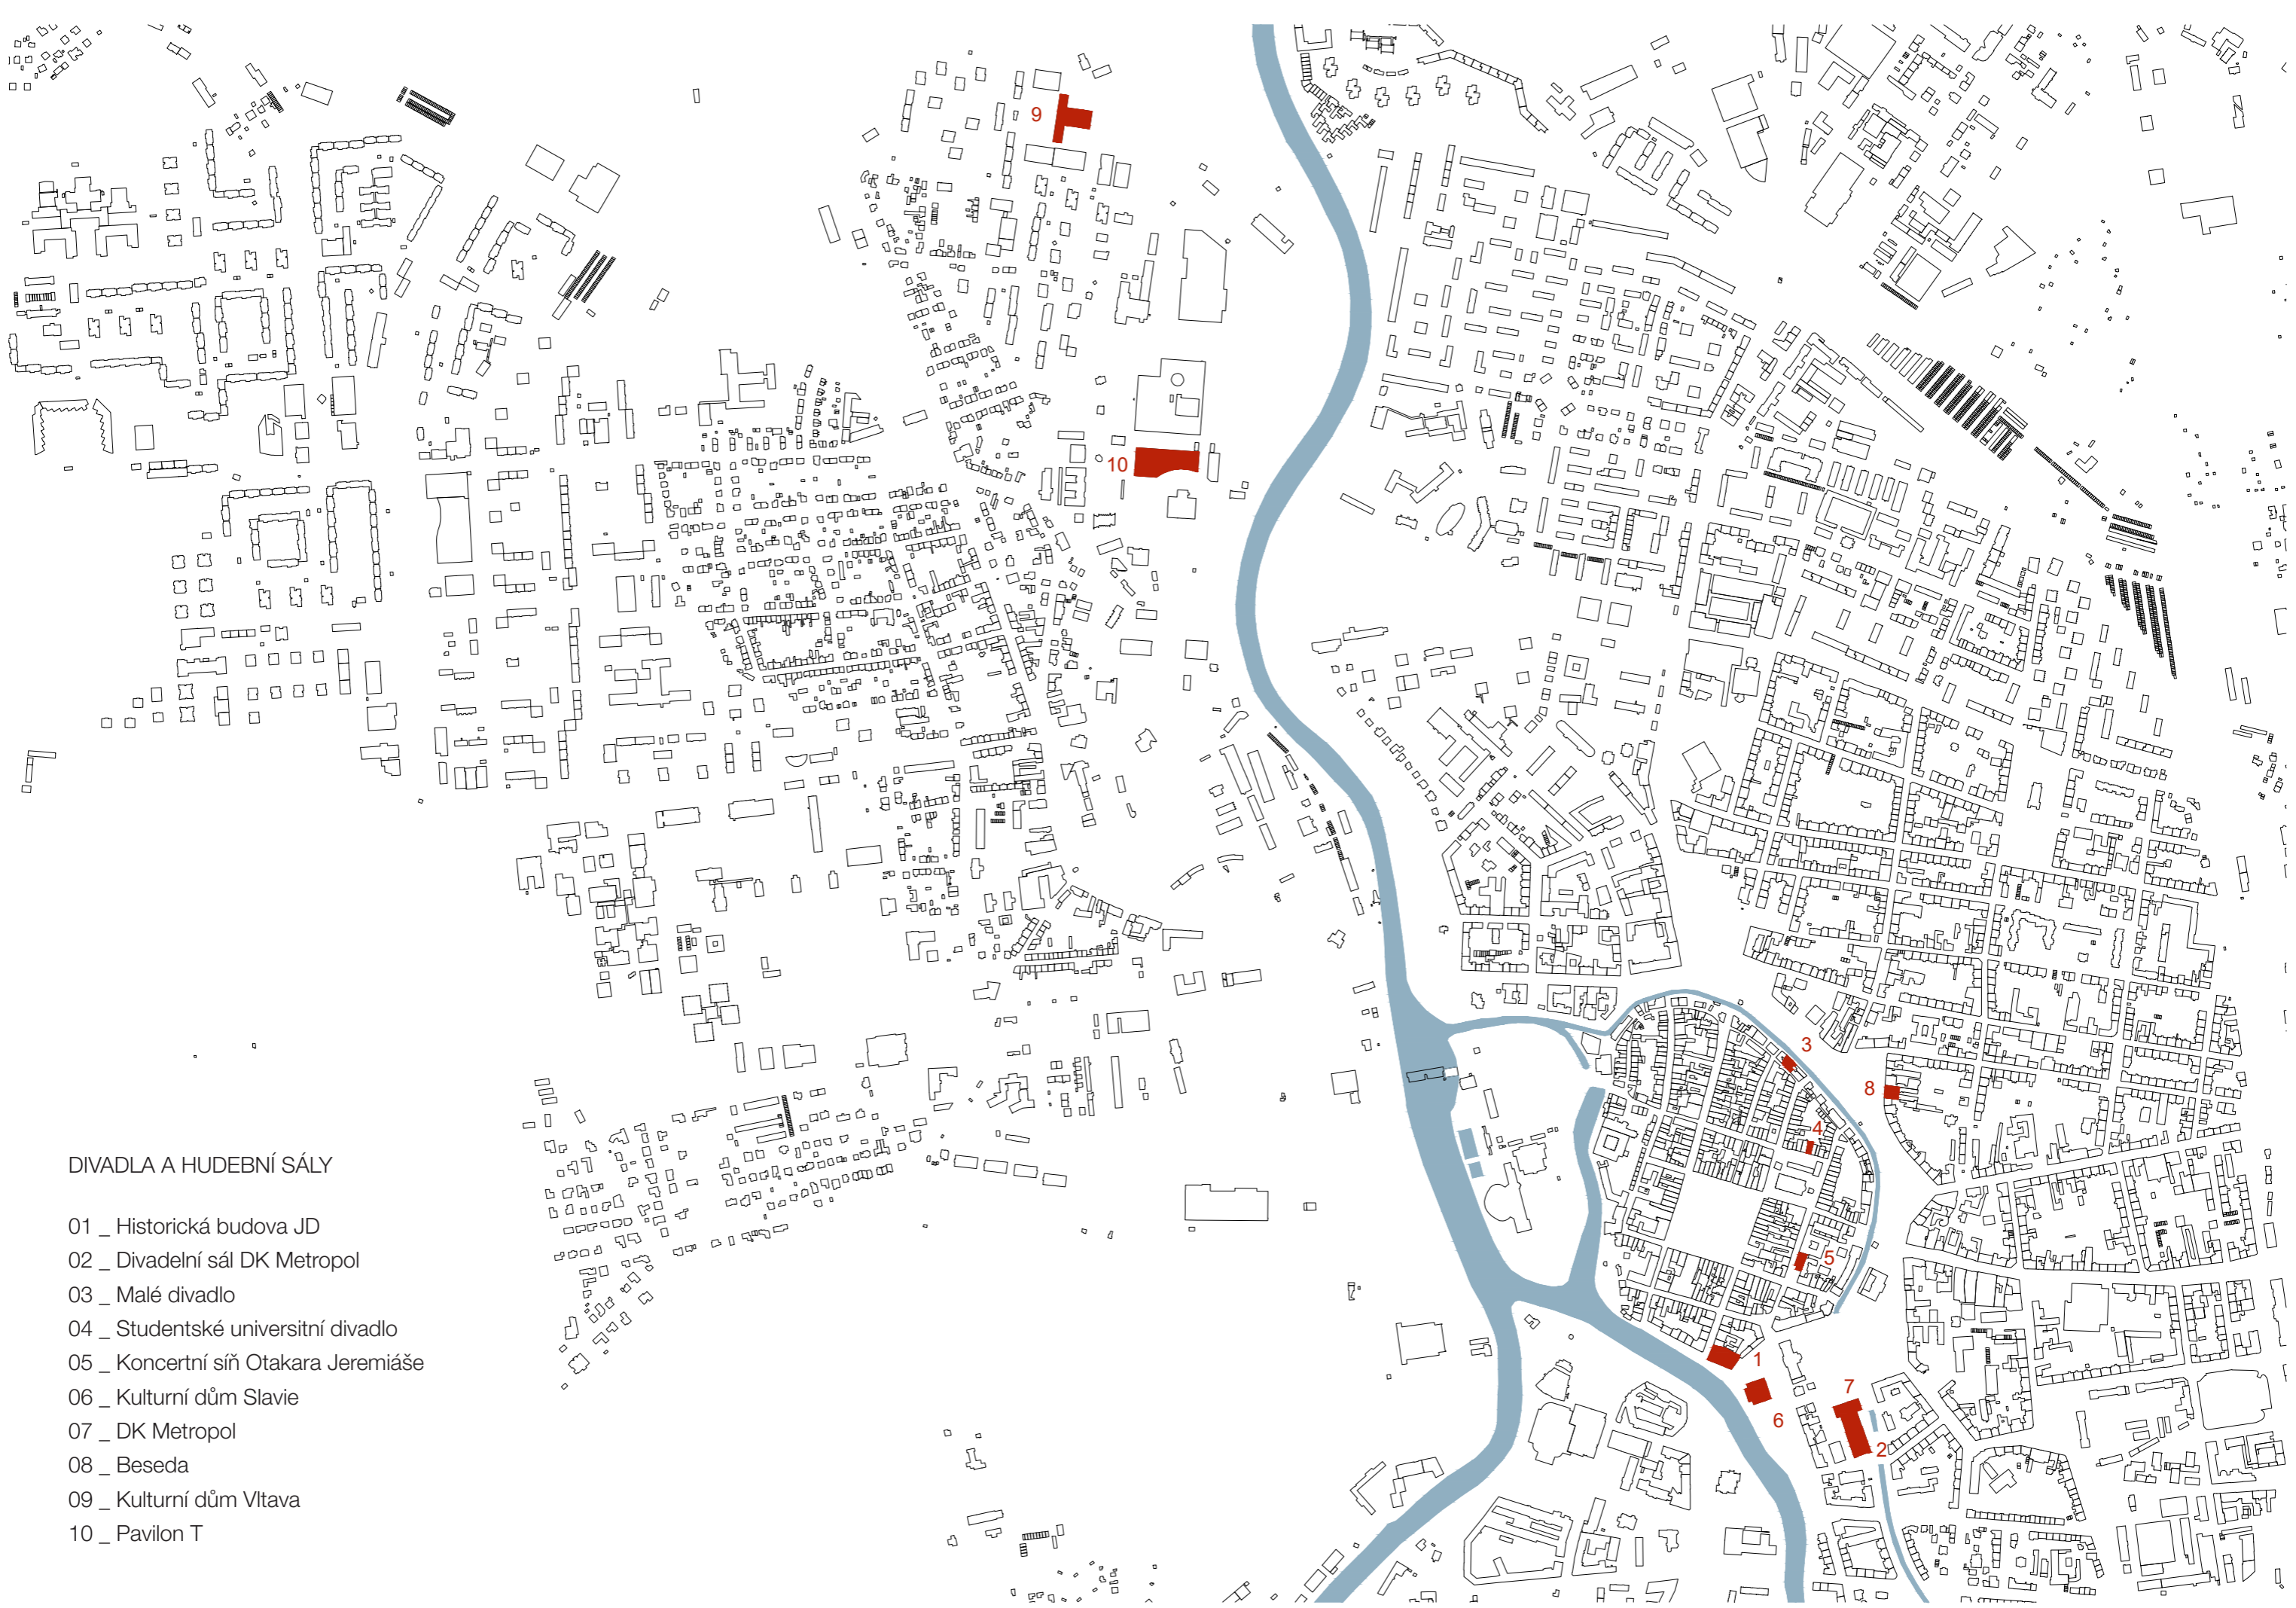 9
10
3
8
4
5
1
7
6
2
DIVADLA A HUDEBNÍ SÁLY
01 _ Historická budova JD
02 _ Divadelní sál DK Metropol
03 _ Malé divadlo
04 _ Studentské universitní divadlo
05 _ Koncertní síň Otakara Jeremiáše
06 _ Kulturní dům Slavie
07 _ DK Metropol
08 _ Beseda
09 _ Kulturní dům Vltava
10 _ Pavilon T